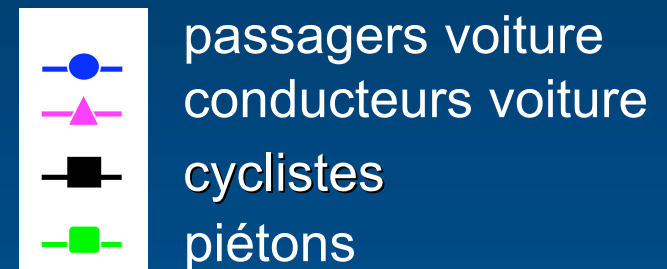 passagers voiture
conducteurs voiture
cyclistes
piétons